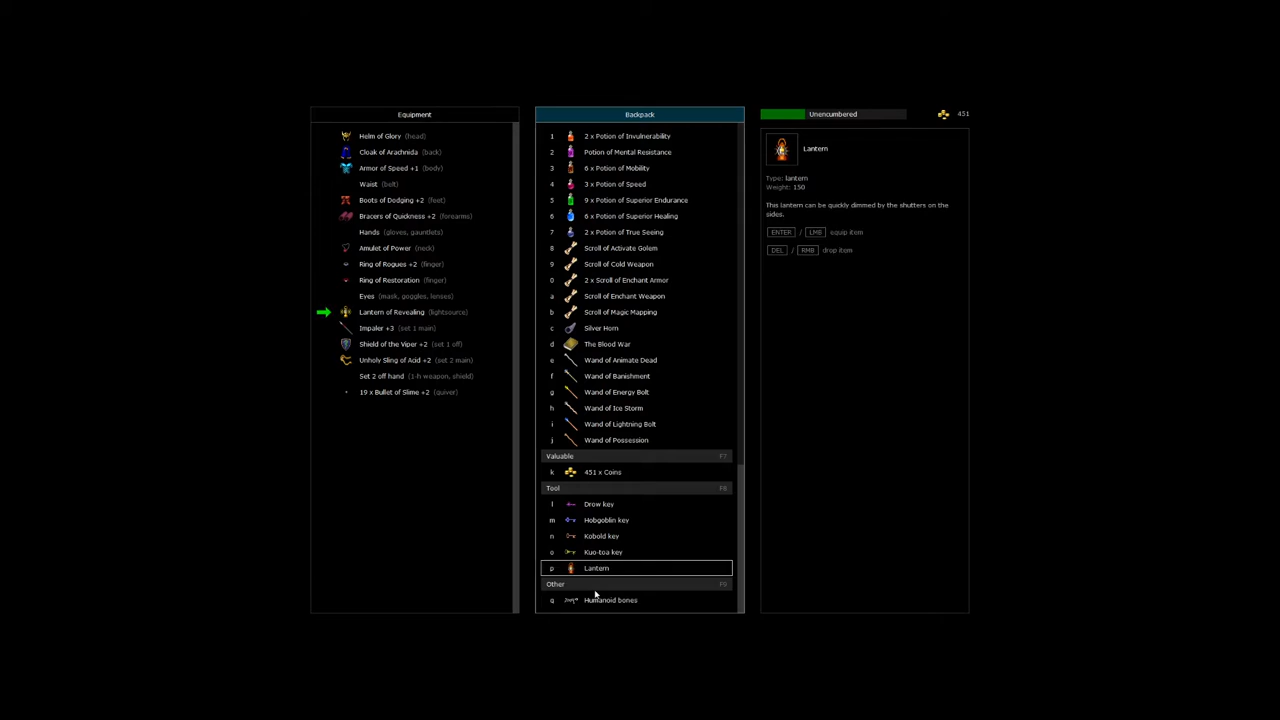 Equipment
Helm of Glory (head)
Cloak of Arachnida (back)
Armor of Speed +1 (body)
Waist (belt)
Boots of Dodging +2 (feet)
Bracers of Quickness +2 (forearms)
Hands (gloves, gauntlets)
Amulet of Power (neck)
Ring of Rogues +2 (finger)
Ring of Restoration (finger)
Eyes (mask, goggles, lenses)
Lantern of Revealing (lightsource)
Impaler +3 (set 1 main)
Shield of the Viper +2 (set 1 off)
Unholy Sling of Acid +2 (set 2 main)
Set 2 off hand (1-h weapon, shield)
19 x Bullet of Slime +2 (quiver)
Backpack
1 2 x Potion of Invulnerability
2 Potion of Mental Resistance
3 6 x Potion of Mobility
4 3 x Potion of Speed
5 9 x Potion of Superior Endurance
6 6 x Potion of Superior Healing
7 2 x Potion of True Seeing
8 Scroll of Activate Golem
9 Scroll of Cold Weapon
0 2 x Scroll of Enchant Armor
a Scroll of Enchant Weapon
b Scroll of Magic Mapping
c Silver Horn
d The Blood War
e Wand of Animate Dead
f Wand of Banishment
g Wand of Energy Bolt
h Wand of Ice Storm
i Wand of Lightning Bolt
j Wand of Possession
Valuable F7
k 451 x Coins
Tool F8
l Drow key
m Hobgoblin key
n Kobold key
o Kuo-toa key
p Lantern
Other F9
q Humanoid bones
Unencumbered 451
Lantern
Type: lantern
Weight: 150
This lantern can be quickly dimmed by the shutters on the
sides.
ENTER / LMB equip item
DEL / RMB drop item